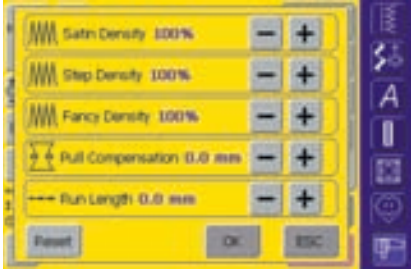 Satin Density 100%
Step Density 100%
Fancy Density 100%
Pull Compensation 0.0 mm
Run Length 0.0 mm
Reset OK ESC
A